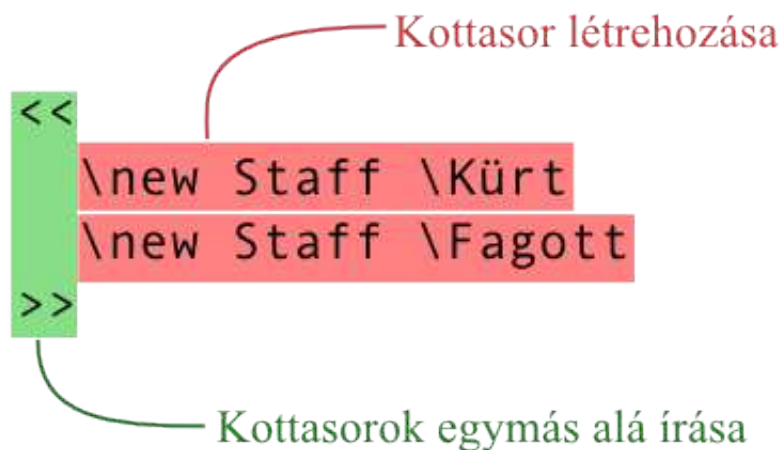 Kottasor létrehozása
<<
\new Staff \Kürt
\new Staff \Fagott
>>
Kottasorok egymás alá írása